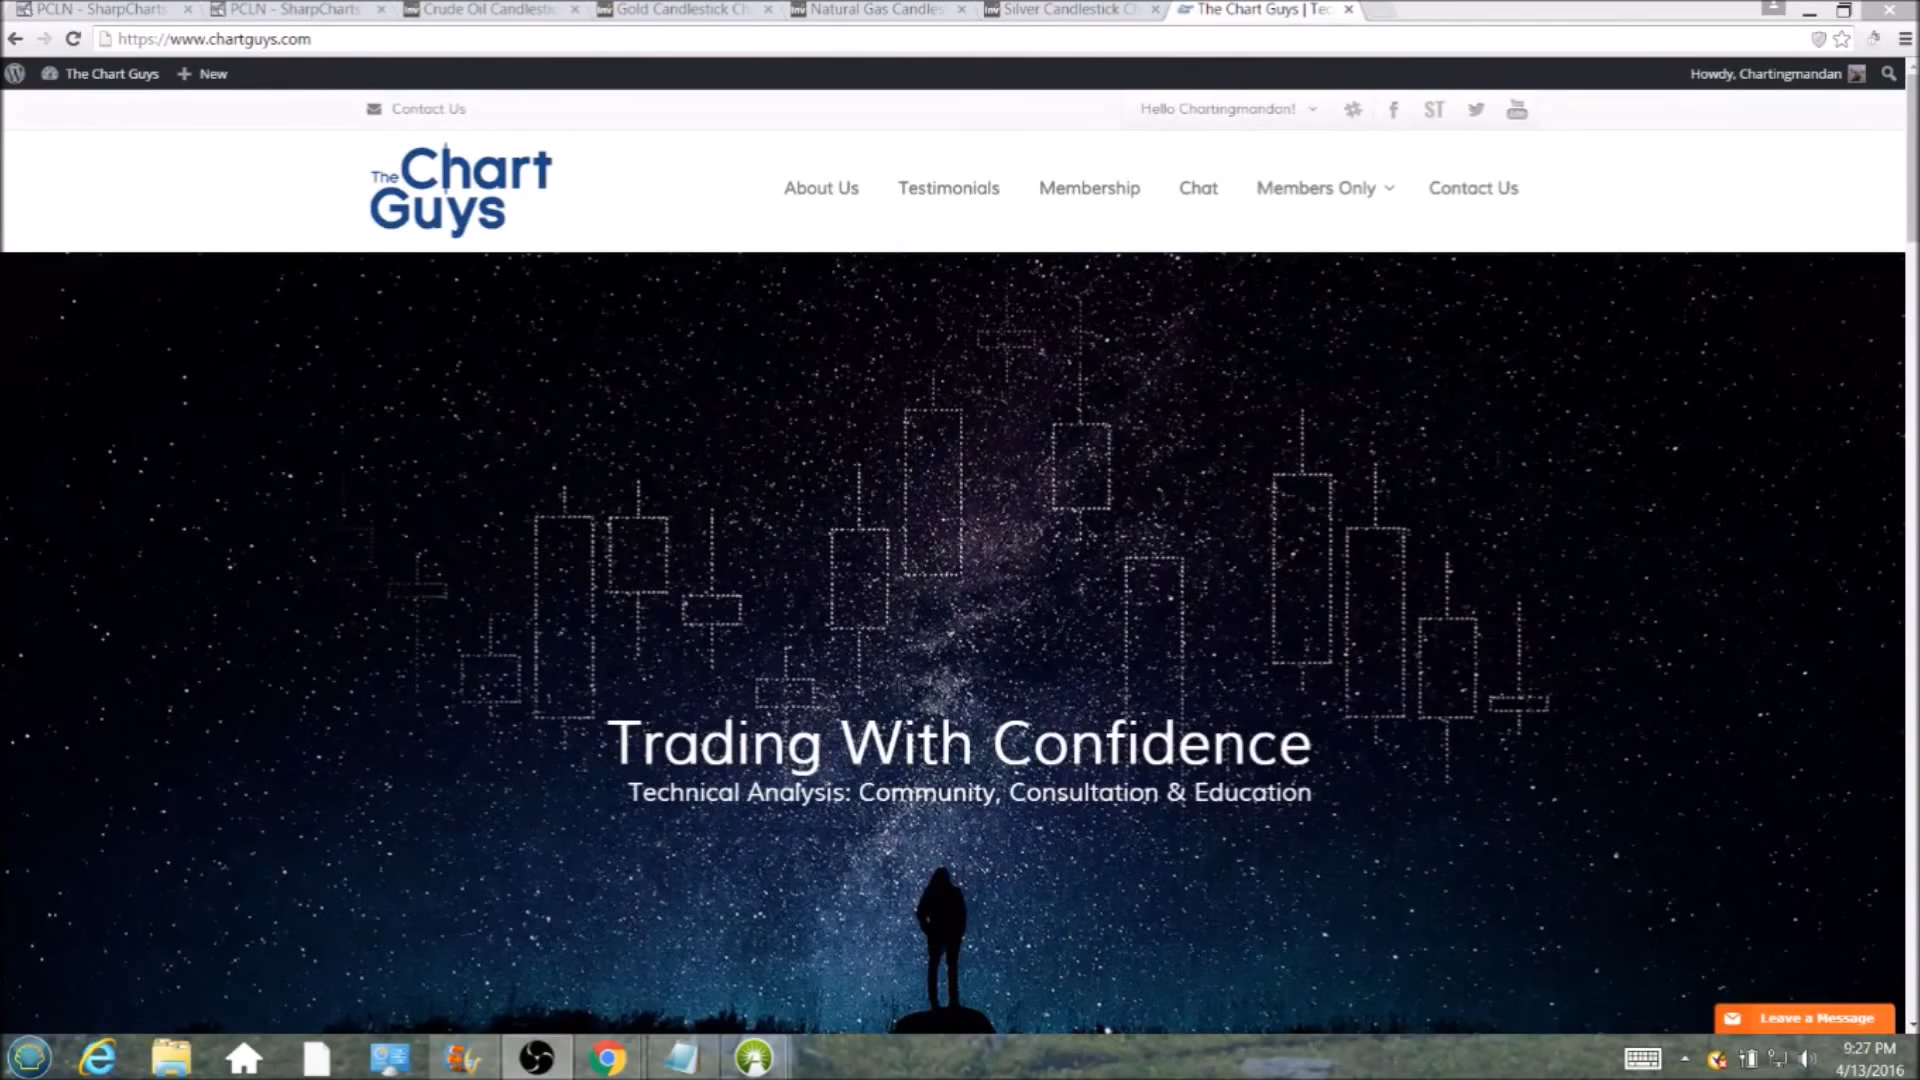 PCLN - SharpCharts
PCLN - SharpCharts
Crude Oil Candlestic
Gold Candlestick Ch
Natural Gas Candles
Silver Candlestick Ch
The Chart Guys | Tec
https://www.chartguys.com
The Chart Guys
New
Howdy, Chartingmandan
Contact Us
Hello Chartingmandan!
ST
The Chart
Guys
About Us
Testimonials
Membership
Chat
Members Only
Contact Us
Trading With Confidence
Technical Analysis: Community, Consultation & Education
Leave a Message
9:27 PM
4/13/2016